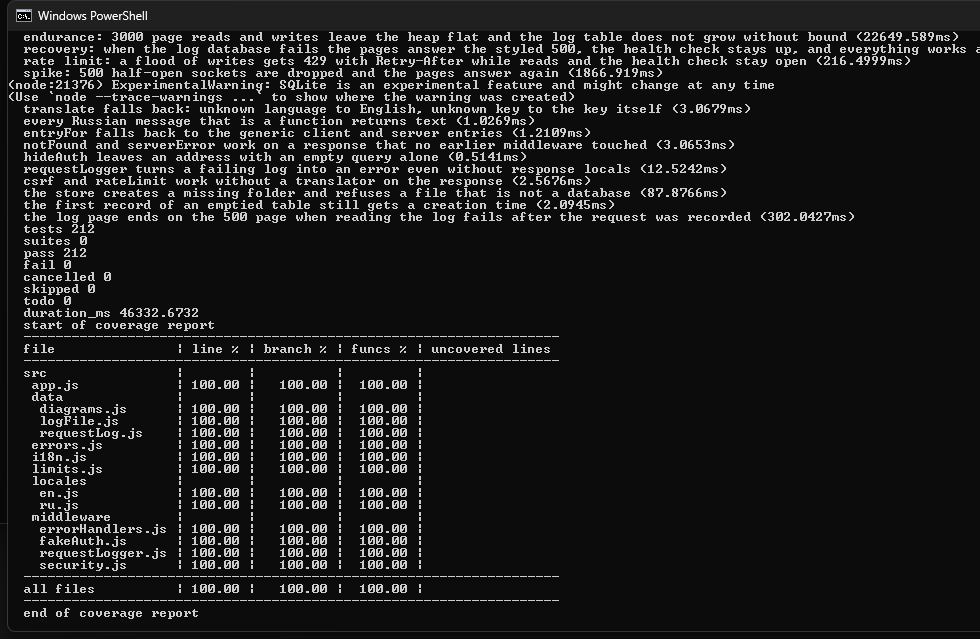 Windows PowerShell
endurance: 3000 page reads and writes leave the heap flat and the log table does not grow without bound (22649.589ms)
recovery: when the log database fails the pages answer the styled 500, the health check stays up, and everything works a
rate limit: a flood of writes gets 429 with Retry-After while reads and the health check stay open (216.4999ms)
spike: 500 half-open sockets are dropped and the pages answer again (1866.919ms)
(node:21376) ExperimentalWarning: SQLite is an experimental feature and might change at any time
(Use `node --trace-warnings ...` to show where the warning was created)
translate falls back: unknown language to English, unknown key to the key itself (3.0679ms)
every Russian message that is a function returns text (1.0269ms)
entryFor falls back to the generic client and server entries (1.2109ms)
notFound and serverError work on a response that no earlier middleware touched (3.0653ms)
hideAuth leaves an address with an empty query alone (0.5141ms)
requestLogger turns a failing log into an error even without response locals (12.5242ms)
csrf and rateLimit work without a translator on the response (2.5676ms)
the store creates a missing folder and refuses a file that is not a database (87.8766ms)
the first record of an emptied table still gets a creation time (2.0945ms)
the log page ends on the 500 page when reading the log fails after the request was recorded (302.0427ms)
tests 212
suites 0
pass 212
fail 0
cancelled 0
skipped 0
todo 0
duration_ms 46332.6732
start of coverage report
-------------------------------------------------------------------
file | line % | branch % | funcs % | uncovered lines
-------------------------------------------------------------------
src | | | |
app.js | 100.00 | 100.00 | 100.00 |
data | | | |
diagrams.js | 100.00 | 100.00 | 100.00 |
logFile.js | 100.00 | 100.00 | 100.00 |
requestLog.js | 100.00 | 100.00 | 100.00 |
errors.js | 100.00 | 100.00 | 100.00 |
i18n.js | 100.00 | 100.00 | 100.00 |
limits.js | 100.00 | 100.00 | 100.00 |
locales | | | |
en.js | 100.00 | 100.00 | 100.00 |
ru.js | 100.00 | 100.00 | 100.00 |
middleware | | | |
errorHandlers.js | 100.00 | 100.00 | 100.00 |
fakeAuth.js | 100.00 | 100.00 | 100.00 |
requestLogger.js | 100.00 | 100.00 | 100.00 |
security.js | 100.00 | 100.00 | 100.00 |
-------------------------------------------------------------------
all files | 100.00 | 100.00 | 100.00 |
-------------------------------------------------------------------
end of coverage report